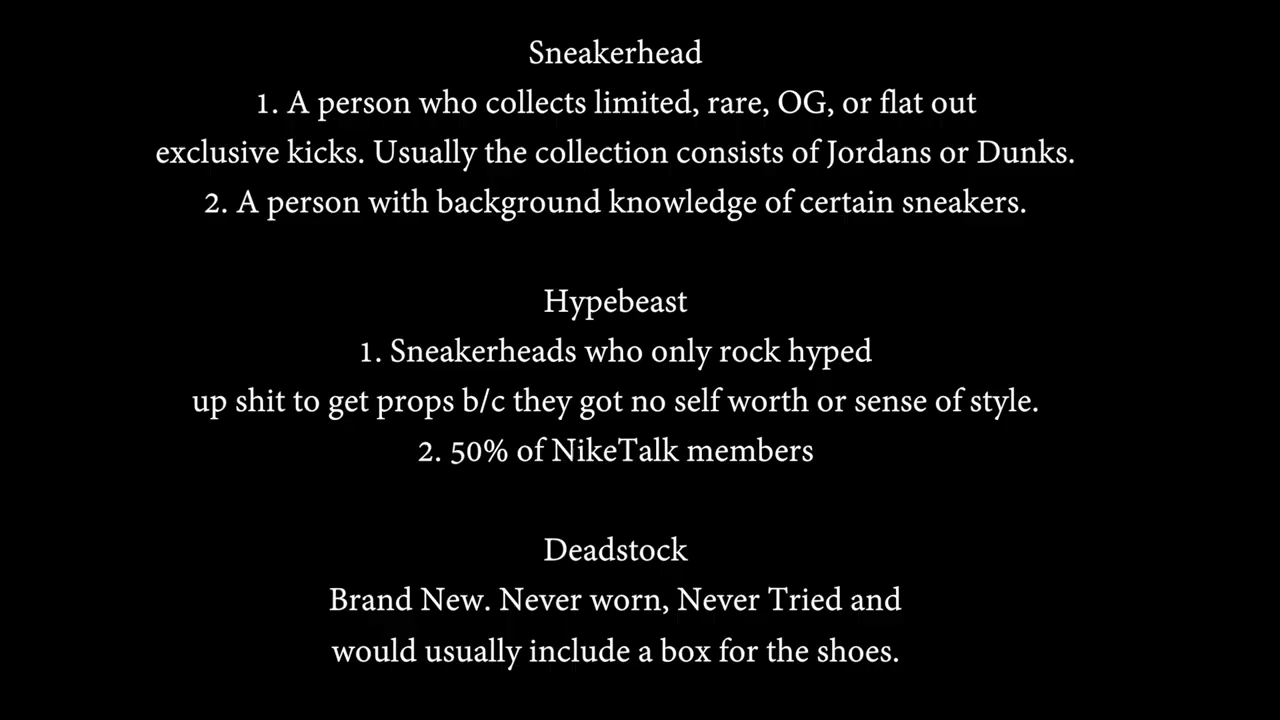 Sneakerhead
1. A person who collects limited, rare, OG, or flat out
exclusive kicks. Usually the collection consists of Jordans or Dunks.
2. A person with background knowledge of certain sneakers.
Hypebeast
1. Sneakerheads who only rock hyped
up shit to get props b/c they got no self worth or sense of style.
2. 50% of NikeTalk members
Deadstock
Brand New. Never worn, Never Tried and
would usually include a box for the shoes.